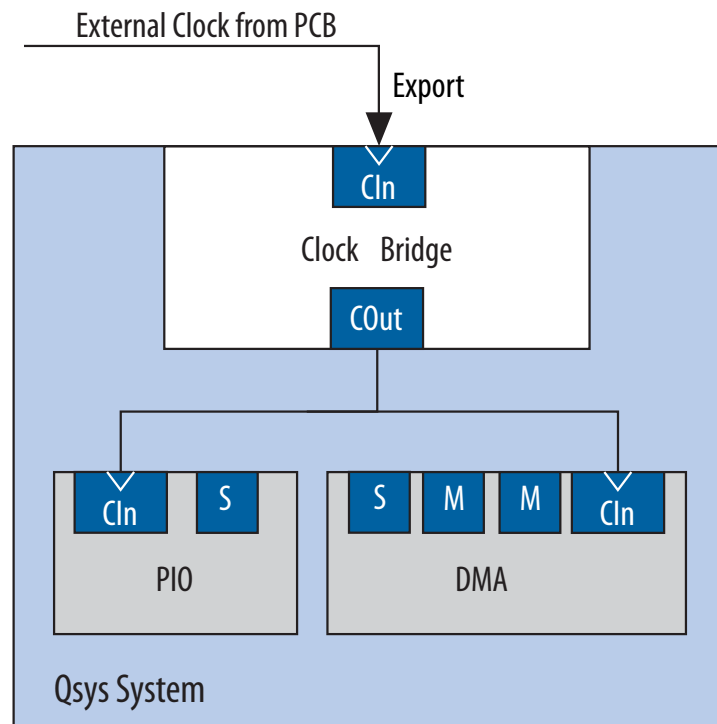 External Clock from PCB
Export
CIn
Clock Bridge
COut
CIn S
S M M CIn
PIO
DMA
Qsys System